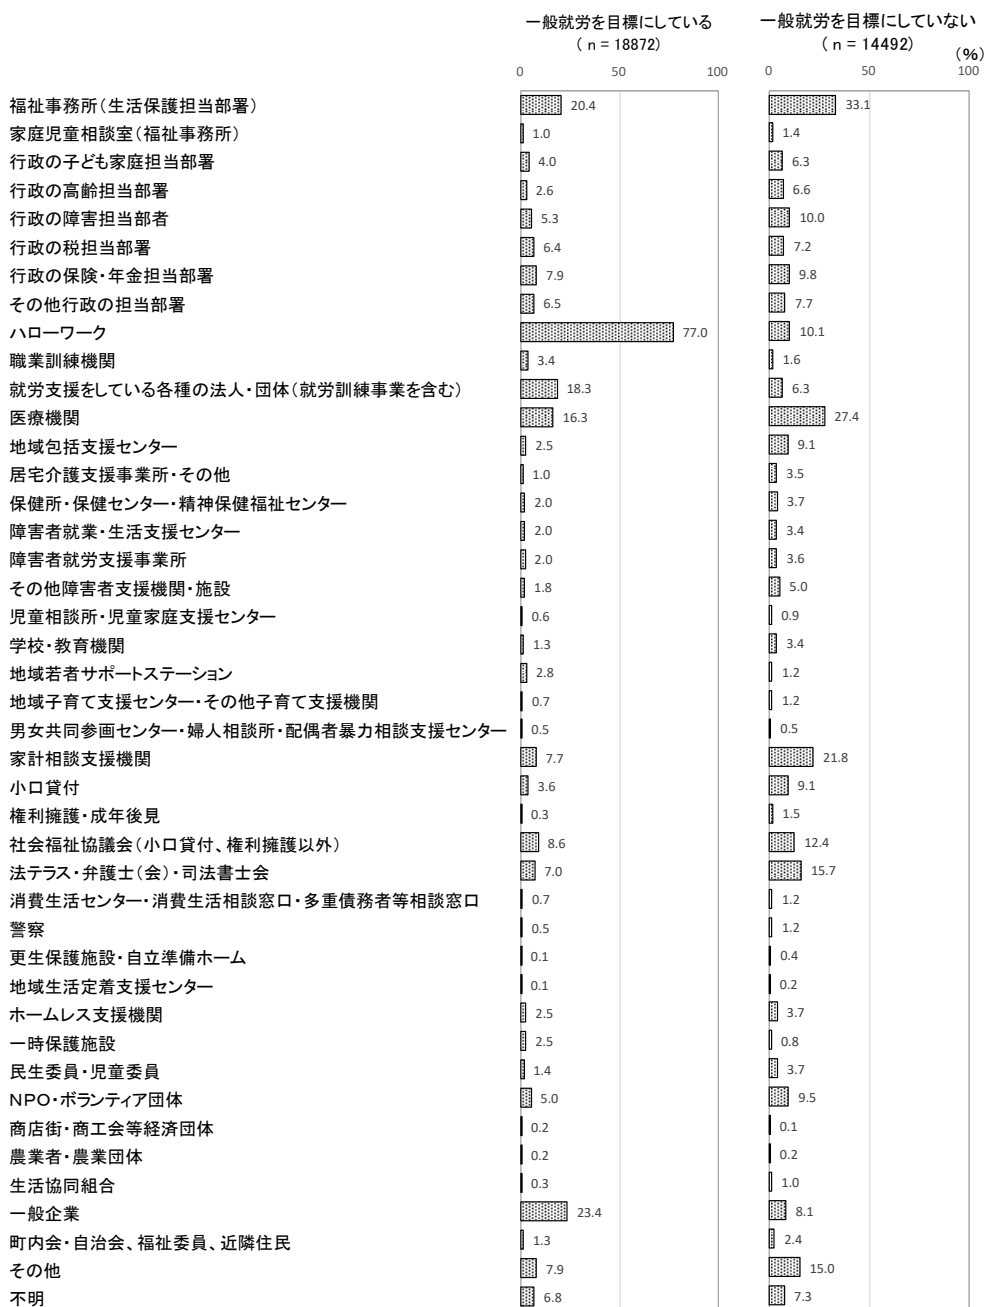 一般就労を目標にしている 一般就労を目標にしていない
( n = 18872) ( n = 14492)
(%)
0 50 100 0 50 100
福祉事務所(生活保護担当部署) 20.4 33.1
家庭児童相談室(福祉事務所) 1.0 1.4
行政の子ども家庭担当部署 4.0 6.3
行政の高齢担当部署 2.6 6.6
行政の障害担当部者 5.3 10.0
行政の税担当部署 6.4 7.2
行政の保険・年金担当部署 7.9 9.8
その他行政の担当部署 6.5 7.7
ハローワーク 77.0 10.1
職業訓練機関 3.4 1.6
就労支援をしている各種の法人・団体(就労訓練事業を含む) 18.3 6.3
医療機関 16.3 27.4
地域包括支援センター 2.5 9.1
居宅介護支援事業所・その他 1.0 3.5
保健所・保健センター・精神保健福祉センター 2.0 3.7
障害者就業・生活支援センター 2.0 3.4
障害者就労支援事業所 2.0 3.6
その他障害者支援機関・施設 1.8 5.0
児童相談所・児童家庭支援センター 0.6 0.9
学校・教育機関 1.3 3.4
地域若者サポートステーション 2.8 1.2
地域子育て支援センター・その他子育て支援機関 0.7 1.2
男女共同参画センター・婦人相談所・配偶者暴力相談支援センター 0.5 0.5
家計相談支援機関 7.7 21.8
小口貸付 3.6 9.1
権利擁護・成年後見 0.3 1.5
社会福祉協議会(小口貸付、権利擁護以外) 8.6 12.4
法テラス・弁護士(会)・司法書士会 7.0 15.7
消費生活センター・消費生活相談窓口・多重債務者等相談窓口 0.7 1.2
警察 0.5 1.2
更生保護施設・自立準備ホーム 0.1 0.4
地域生活定着支援センター 0.1 0.2
ホームレス支援機関 2.5 3.7
一時保護施設 2.5 0.8
民生委員・児童委員 1.4 3.7
NPO・ボランティア団体 5.0 9.5
商店街・商工会等経済団体 0.2 0.1
農業者・農業団体 0.2 0.2
生活協同組合 0.3 1.0
一般企業 23.4 8.1
町内会・自治会、福祉委員、近隣住民 1.3 2.4
その他 7.9 15.0
不明 6.8 7.3